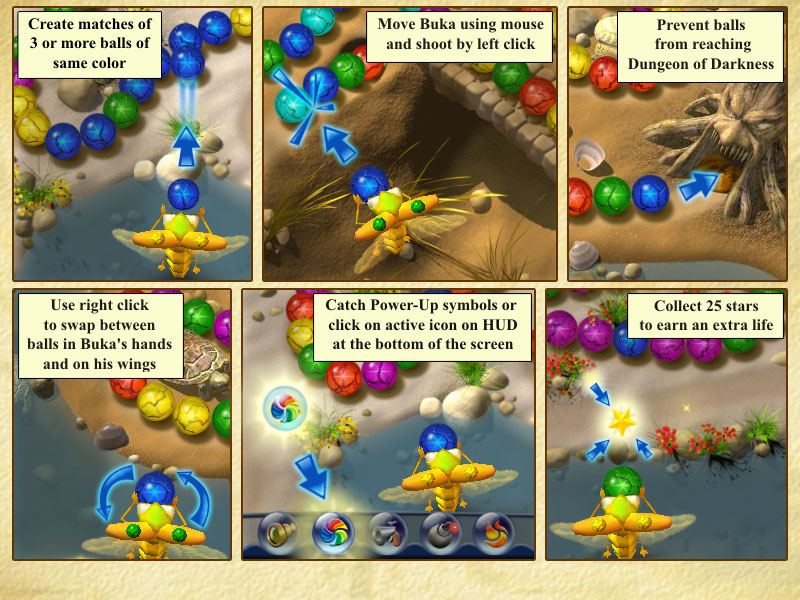 Create matches of
3 or more balls of
same color
Move Buka using mouse
and shoot by left click
Prevent balls
from reaching
Dungeon of Darkness
Use right click
to swap between
balls in Buka's hands
and on his wings
Catch Power-Up symbols or
click on active icon on HUD
at the bottom of the screen
Collect 25 stars
to earn an extra life